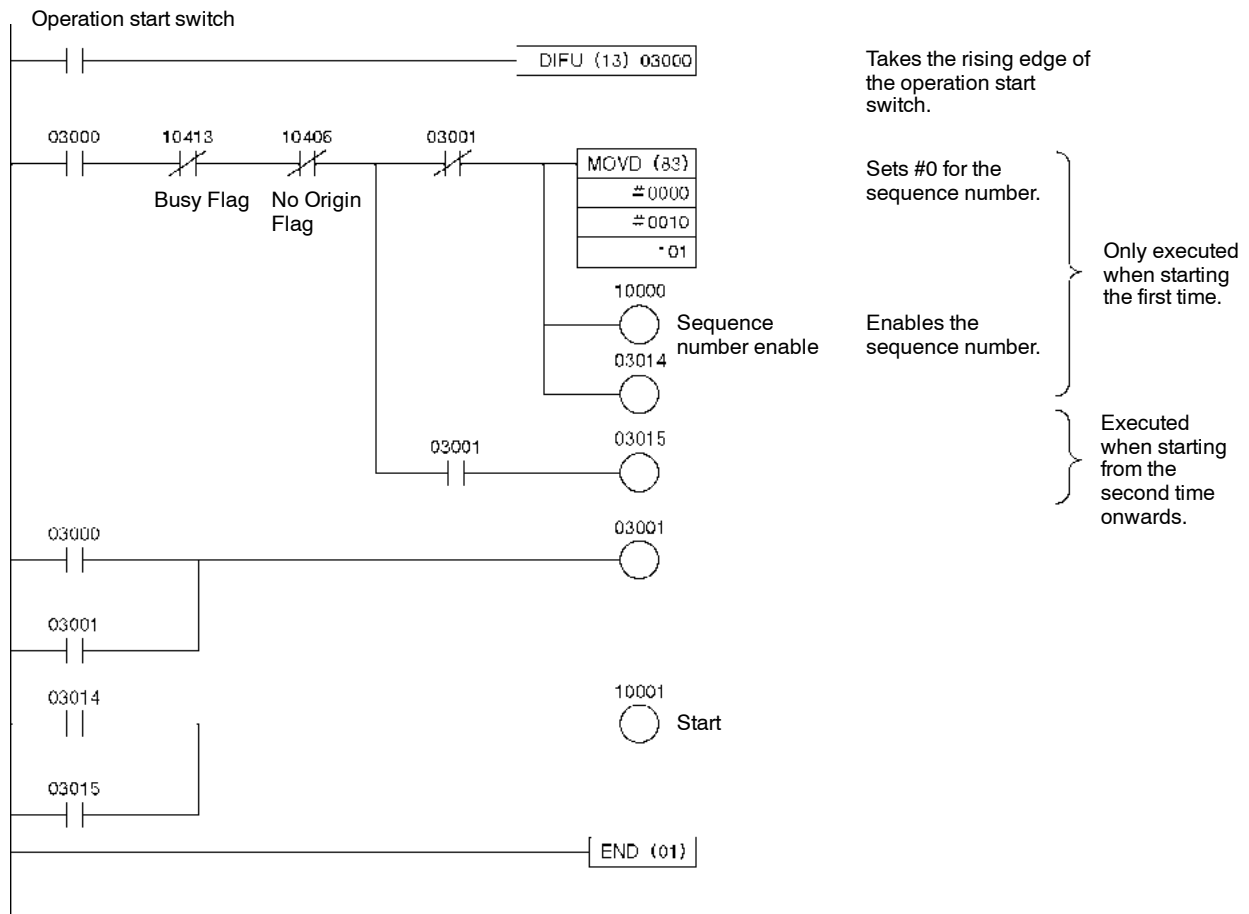 Operation start switch
DIFU (13) 03000
Takes the rising edge of
the operation start
switch.
03000
10413
10406
03001
Busy Flag
No Origin
Flag
MOVD (83)
#0000
#0010
*01
Sets #0 for the
sequence number.
Only executed
when starting
the first time.
10000
Sequence
number enable
Enables the
sequence number.
03014
03001
03015
Executed
when starting
from the
second time
onwards.
03000
03001
03001
03014
10001
Start
03015
END (01)